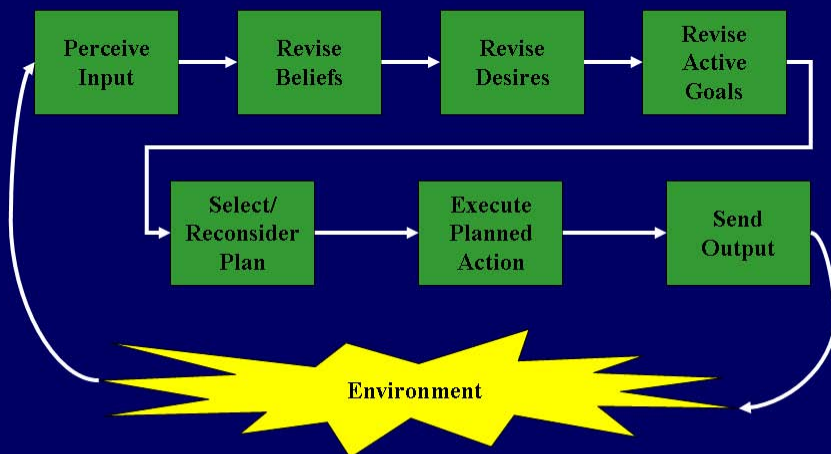 Perceive
Input
Revise
Beliefs
Revise
Desires
Revise
Active
Goals
Select/
Reconsider
Plan
Execute
Planned
Action
Send
Output
Environment